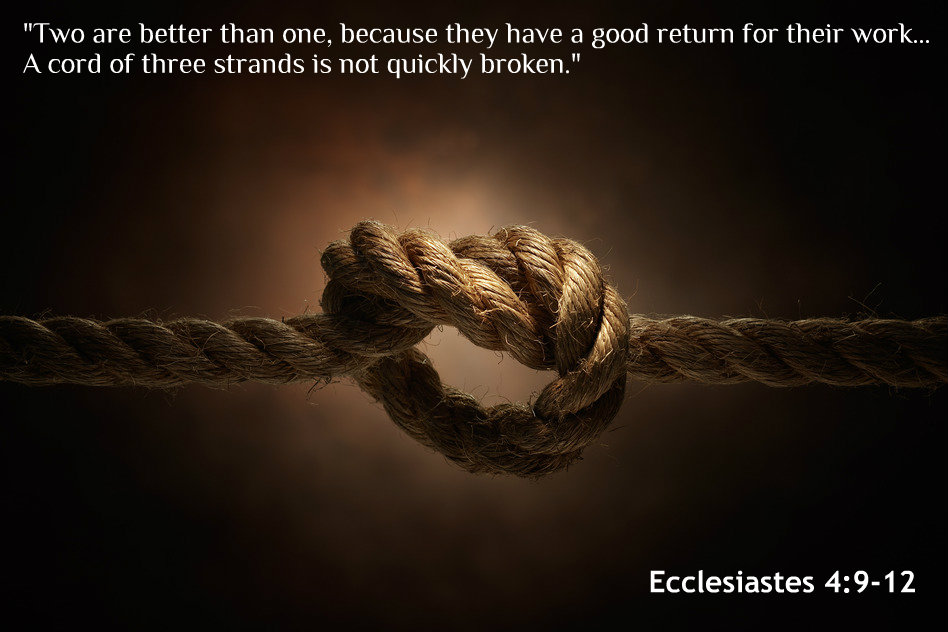 "Two are better than one, because they have a good return for their work...
A cord of three strands is not quickly broken."
Ecclesiastes 4:9-12